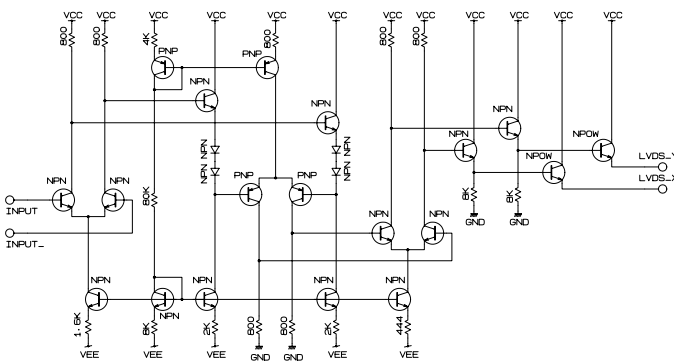 VCC VCC VCC VCC VCC VCC VCC VCC VCC VCC VCC
800 800 4K 800 800 800
PNP PNP
NPN
NPN
NPN NPN NPN NPN
NPN NPOW NPOW
LVDS_Y
LVDS_X
NPN NPN PNP PNP
80K
8K 8K
GND GND
INPUT
INPUT_
NPN NPN
NPN NPN NPN NPN NPN
1.6K 8K 2K 800 800 2K 444
VEE VEE VEE GND GND VEE VEE